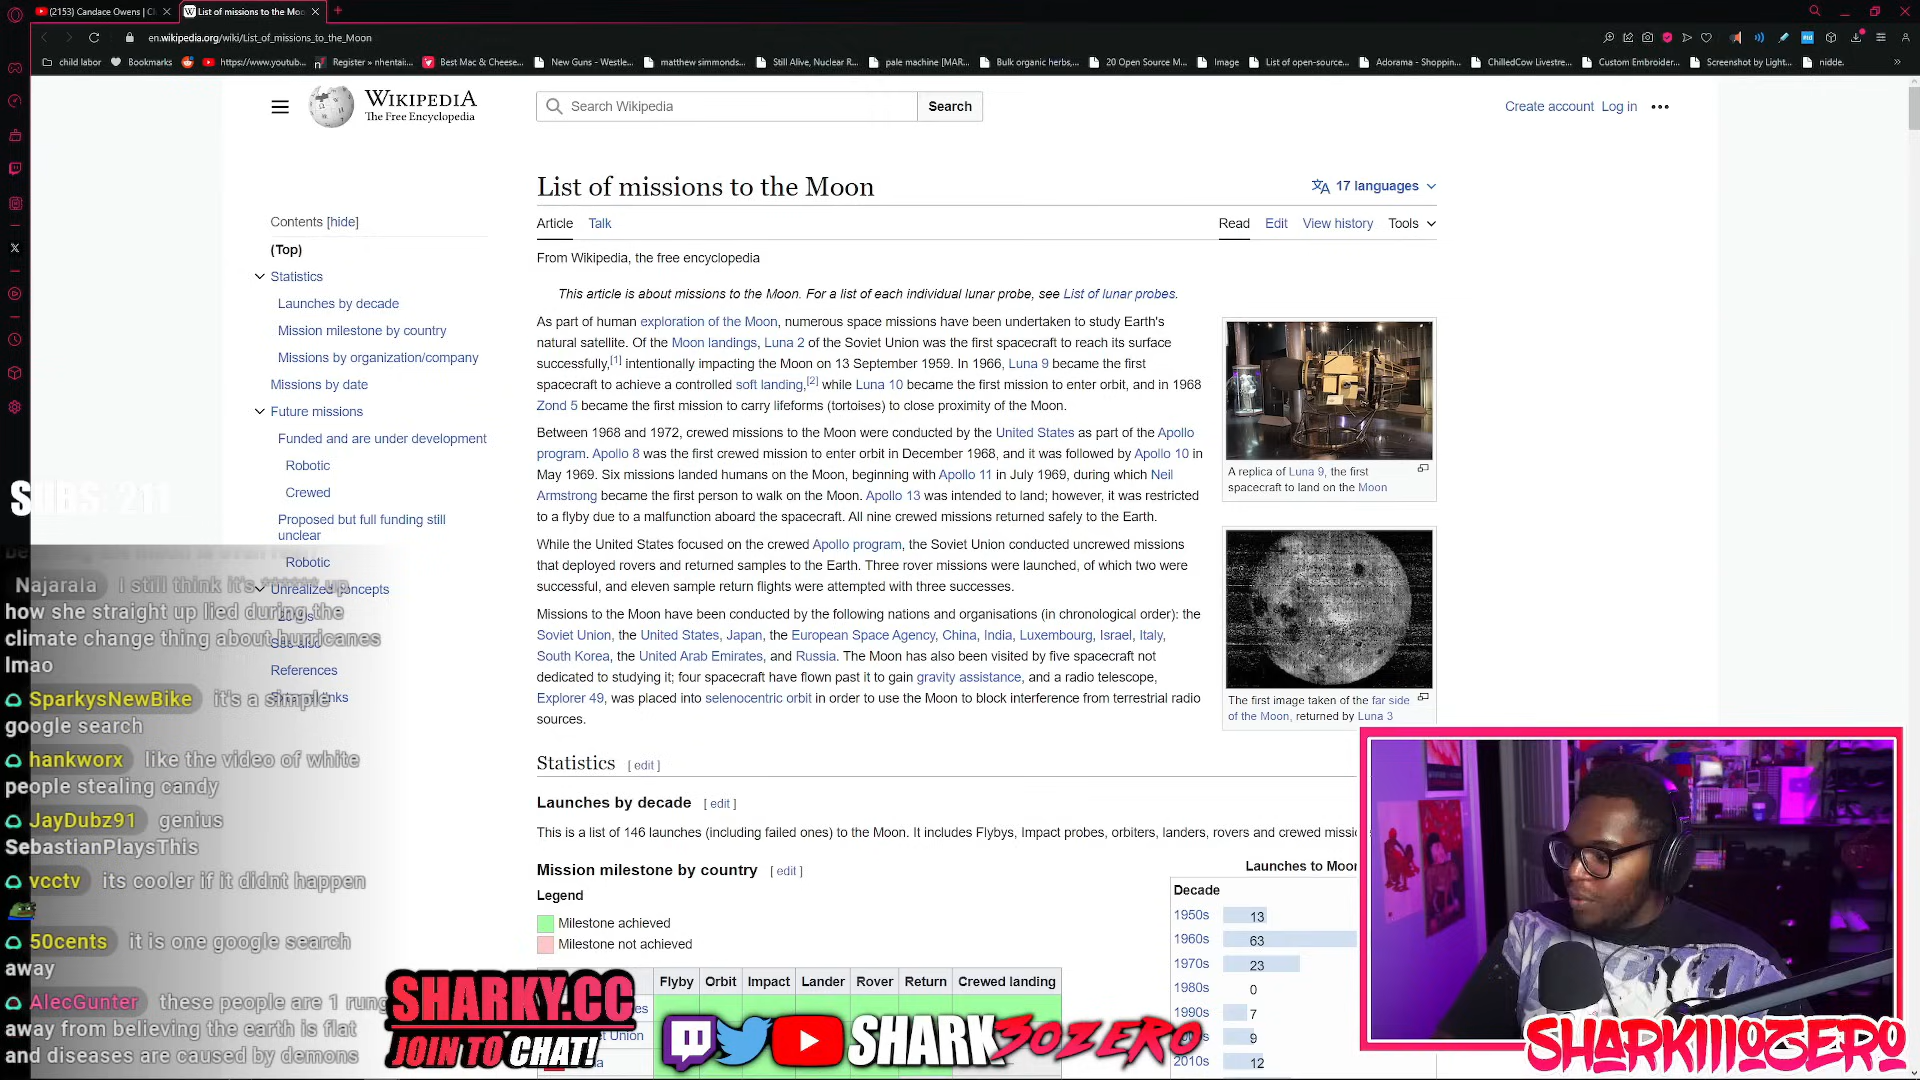 (2153) Candace Owens | C
List of missions to the Moo
en.wikipedia.org/wiki/List_of_missions_to_the_Moon
child labor
Bookmarks
https://www.youtub...
Register » nhentai:...
Best Mac & Cheese...
New Guns - Westle...
matthew simmonds...
Still Alive, Nuclear R...
pale machine [MAR...
Bulk organic herbs,...
20 Open Source M...
Image
List of open-source...
Adorama - Shoppin...
ChilledCow Livestre...
Custom Embroider...
Screenshot by Light...
nidde.
WIKIPEDIA
The Free Encyclopedia
Search Wikipedia
Search
Create account Log in
List of missions to the Moon
17 languages
Article Talk
Read Edit View history Tools
From Wikipedia, the free encyclopedia
Contents [hide]
(Top)
Statistics
Launches by decade
Mission milestone by country
Missions by organization/company
Missions by date
Future missions
Funded and are under development
Robotic
Crewed
Proposed but full funding still
unclear
Robotic
Unrealized concepts
See also
References
External links
This article is about missions to the Moon. For a list of each individual lunar probe, see List of lunar probes.
As part of human exploration of the Moon, numerous space missions have been undertaken to study Earth's
natural satellite. Of the Moon landings, Luna 2 of the Soviet Union was the first spacecraft to reach its surface
successfully,[1] intentionally impacting the Moon on 13 September 1959. In 1966, Luna 9 became the first
spacecraft to achieve a controlled soft landing,[2] while Luna 10 became the first mission to enter orbit, and in 1968
Zond 5 became the first mission to carry lifeforms (tortoises) to close proximity of the Moon.
Between 1968 and 1972, crewed missions to the Moon were conducted by the United States as part of the Apollo
program. Apollo 8 was the first crewed mission to enter orbit in December 1968, and it was followed by Apollo 10 in
May 1969. Six missions landed humans on the Moon, beginning with Apollo 11 in July 1969, during which Neil
Armstrong became the first person to walk on the Moon. Apollo 13 was intended to land; however, it was restricted
to a flyby due to a malfunction aboard the spacecraft. All nine crewed missions returned safely to the Earth.
While the United States focused on the crewed Apollo program, the Soviet Union conducted uncrewed missions
that deployed rovers and returned samples to the Earth. Three rover missions were launched, of which two were
successful, and eleven sample return flights were attempted with three successes.
Missions to the Moon have been conducted by the following nations and organisations (in chronological order): the
Soviet Union, the United States, Japan, the European Space Agency, China, India, Luxembourg, Israel, Italy,
South Korea, the United Arab Emirates, and Russia. The Moon has also been visited by five spacecraft not
dedicated to studying it; four spacecraft have flown past it to gain gravity assistance, and a radio telescope,
Explorer 49, was placed into selenocentric orbit in order to use the Moon to block interference from terrestrial radio
sources.
A replica of Luna 9, the first
spacecraft to land on the Moon
The first image taken of the far side
of the Moon, returned by Luna 3
Statistics [ edit ]
Launches by decade [ edit ]
This is a list of 146 launches (including failed ones) to the Moon. It includes Flybys, Impact probes, orbiters, landers, rovers and crewed missi
Mission milestone by country [ edit ]
Legend
Milestone achieved
Milestone not achieved
Flyby Orbit Impact Lander Rover Return Crewed landing
Launches to Moon
Decade
1950s 13
1960s 63
1970s 23
1980s 0
1990s 7
9
2010s 12
SUBS: 211
Najarala I still think it's ****** up
how she straight up lied during the
climate change thing about hurricanes
lmao
SparkysNewBike it's a simple
google search
hankworx like the video of white
people stealing candy
JayDubz91 genius
SebastianPlaysThis
vcctv its cooler if it didnt happen
50cents it is one google search
away
AlecGunter these people are 1 rung
away from believing the earth is flat
and diseases are caused by demons
SHARKY.CC
JOIN TO CHAT!
SHARK30ZERO
SHARKIIIOZERO